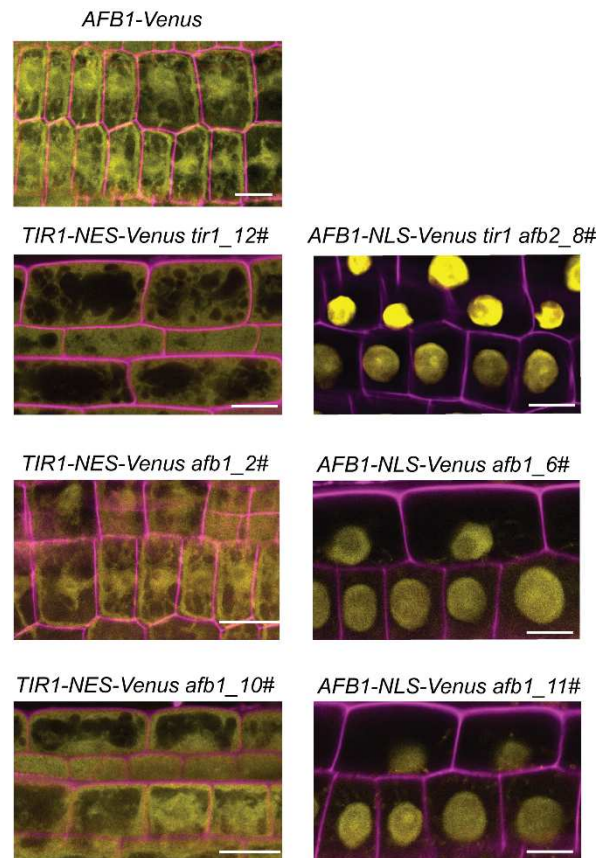 AFB1-Venus
TIR1-NES-Venus tir1_12#
AFB1-NLS-Venus tir1 afb2_8#
TIR1-NES-Venus afb1_2#
AFB1-NLS-Venus afb1_6#
TIR1-NES-Venus afb1_10#
AFB1-NLS-Venus afb1_11#